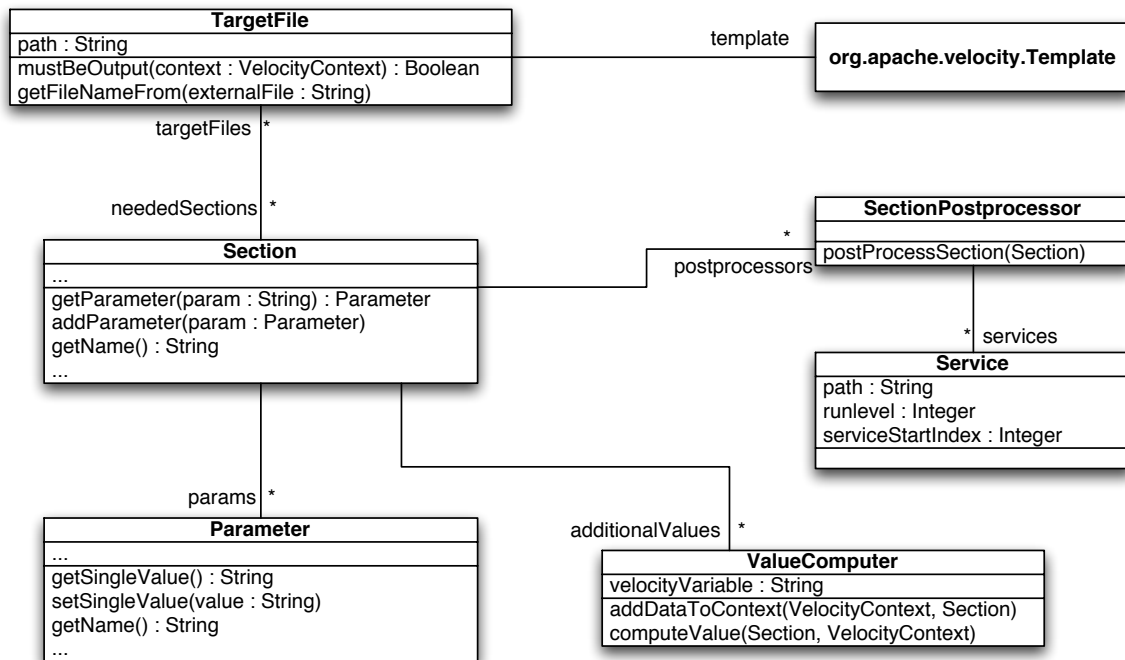 TargetFile
path : String
mustBeOutput(context : VelocityContext) : Boolean
getFileNameFrom(externalFile : String)
template
org.apache.velocity.Template
targetFiles *
neededSections *
Section
...
getParameter(param : String) : Parameter
addParameter(param : Parameter)
getName() : String
...
*
postprocessors
SectionPostprocessor
postProcessSection(Section)
* services
Service
path : String
runlevel : Integer
serviceStartIndex : Integer
params *
Parameter
...
getSingleValue() : String
setSingleValue(value : String)
getName() : String
...
additionalValues *
ValueComputer
velocityVariable : String
addDataToContext(VelocityContext, Section)
computeValue(Section, VelocityContext)